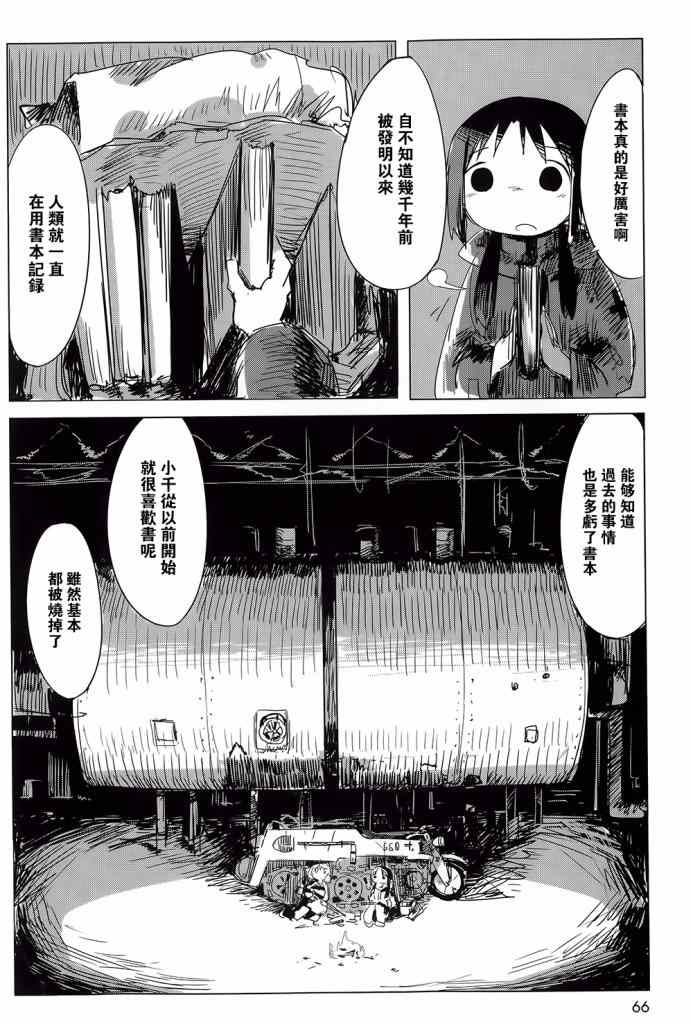 書本真的是好厲害啊
自不知道幾千年前
被發明以來
人類就一直
在用書本記錄
能够知道
過去的事情
也是多虧了書本
小千從以前開始
就很喜歡書呢
雖然基本
都被燒掉了
66